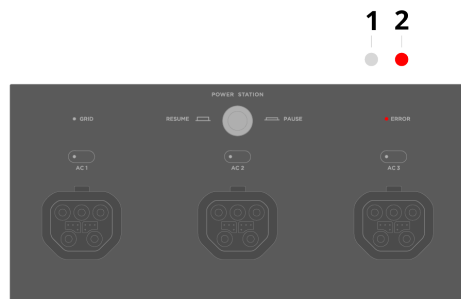 1 2
POWER STATION
GRID RESUME PAUSE ERROR
AC 1 AC 2 AC 3